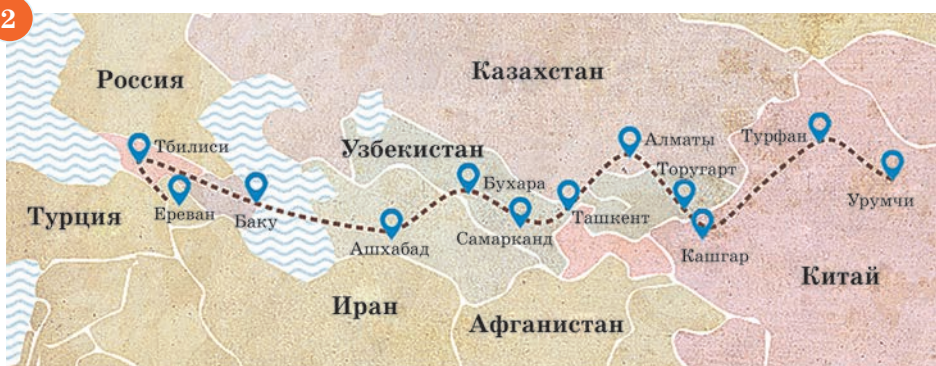 2
Россия
Казахстан
Тбилиси
Узбекистан
Алматы
Турфан
Торугарт
Бухара
Турция
Ереван
Баку
Ашхабад
Самарканд
Ташкент
Урумчи
Кашгар
Иран
Афганистан
Китай